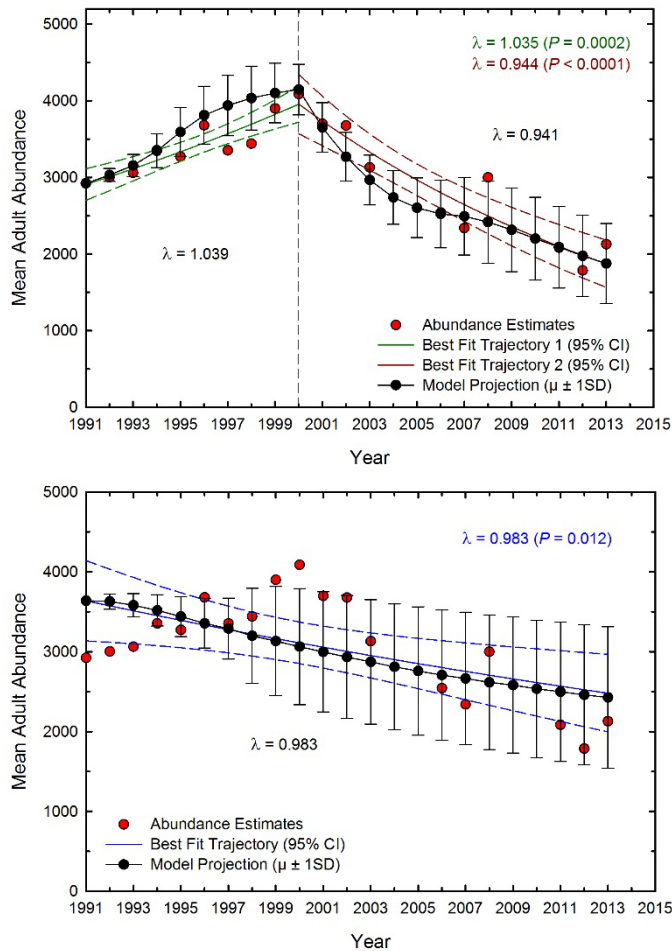 λ = 1.035 (P = 0.0002)
λ = 0.944 (P < 0.0001)
λ = 0.941
λ = 1.039
Abundance Estimates
Best Fit Trajectory 1 (95% CI)
Best Fit Trajectory 2 (95% CI)
Model Projection (μ ± 1SD)
Mean Adult Abundance
5000
4000
3000
2000
1000
0
1991 1993 1995 1997 1999 2001 2003 2005 2007 2009 2011 2013 2015
Year
λ = 0.983 (P = 0.012)
λ = 0.983
Abundance Estimates
Best Fit Trajectory (95% CI)
Model Projection (μ ± 1SD)
Mean Adult Abundance
5000
4000
3000
2000
1000
0
1991 1993 1995 1997 1999 2001 2003 2005 2007 2009 2011 2013 2015
Year